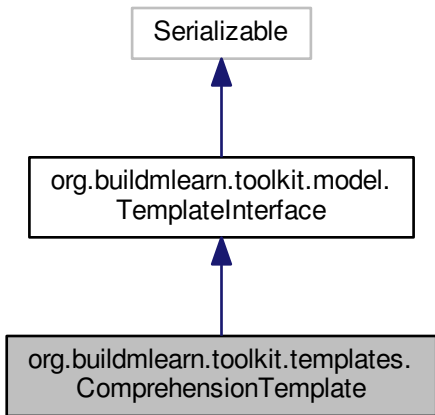 Serializable
org.buildmlearn.toolkit.model.
TemplateInterface
org.buildmlearn.toolkit.templates.
ComprehensionTemplate